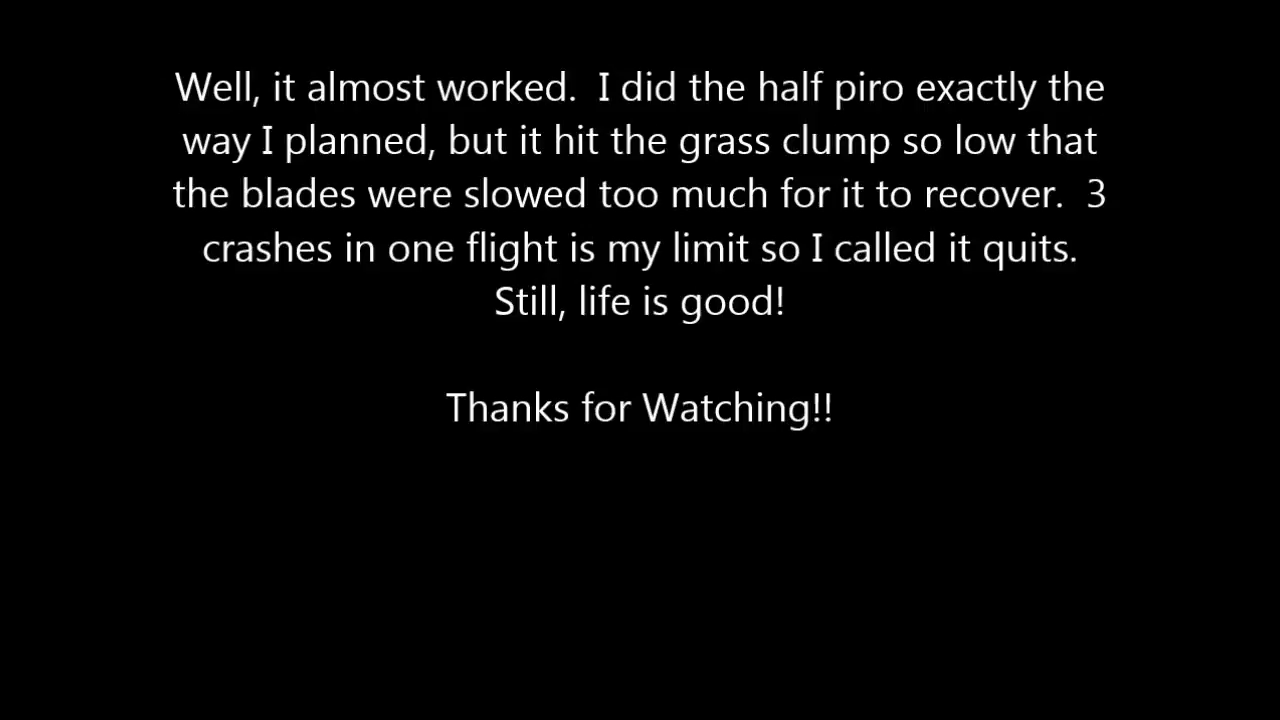 Well, it almost worked.  I did the half piro exactly the
way I planned, but it hit the grass clump so low that
the blades were slowed too much for it to recover.  3
crashes in one flight is my limit so I called it quits.
Still, life is good!
Thanks for Watching!!